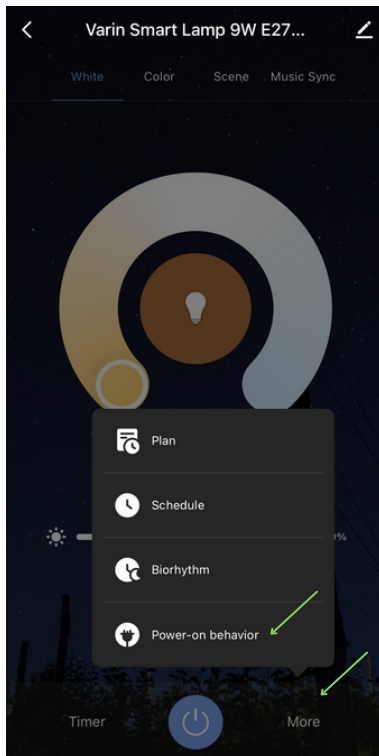 Varin Smart Lamp 9W E27...
White Color Scene Music Sync
Plan
Schedule
%
Biorhythm
Power-on behavior
Timer More